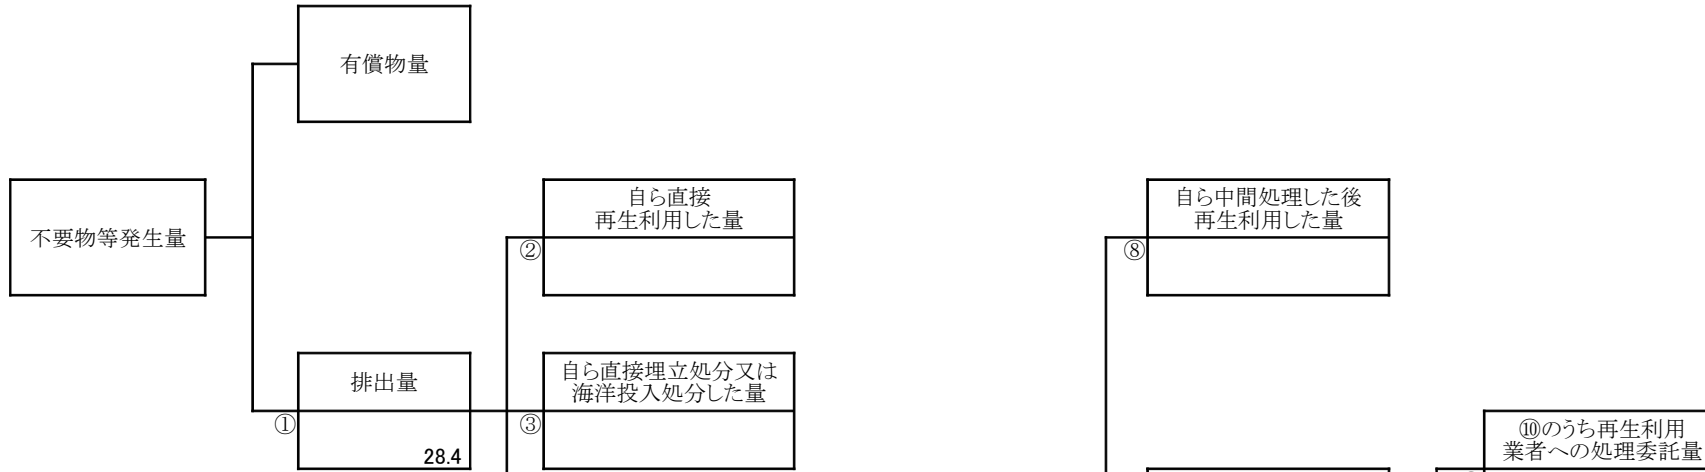 有償物量
不要物等発生量
自ら直接
再生利用した量
②
自ら中間処理した後
再生利用した量
⑧
排出量
①
28.4
自ら直接埋立処分又は
海洋投入処分した量
③
⑩のうち再生利用
業者への処理委託量